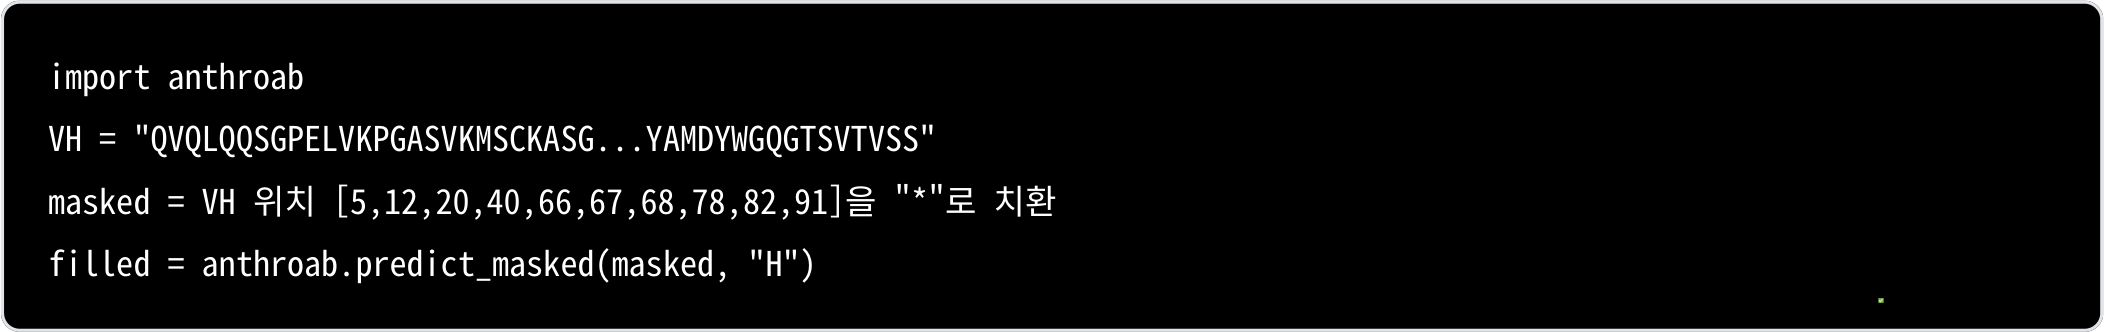 import anthroab
VH = "QVQLQQSGPELVKPGASVKMSCKASG...YAMDYWGQGTSVTVSS"
masked = VH 위치 [5,12,20,40,66,67,68,78,82,91]을 "*"로 치환
filled = anthroab.predict_masked(masked, "H")